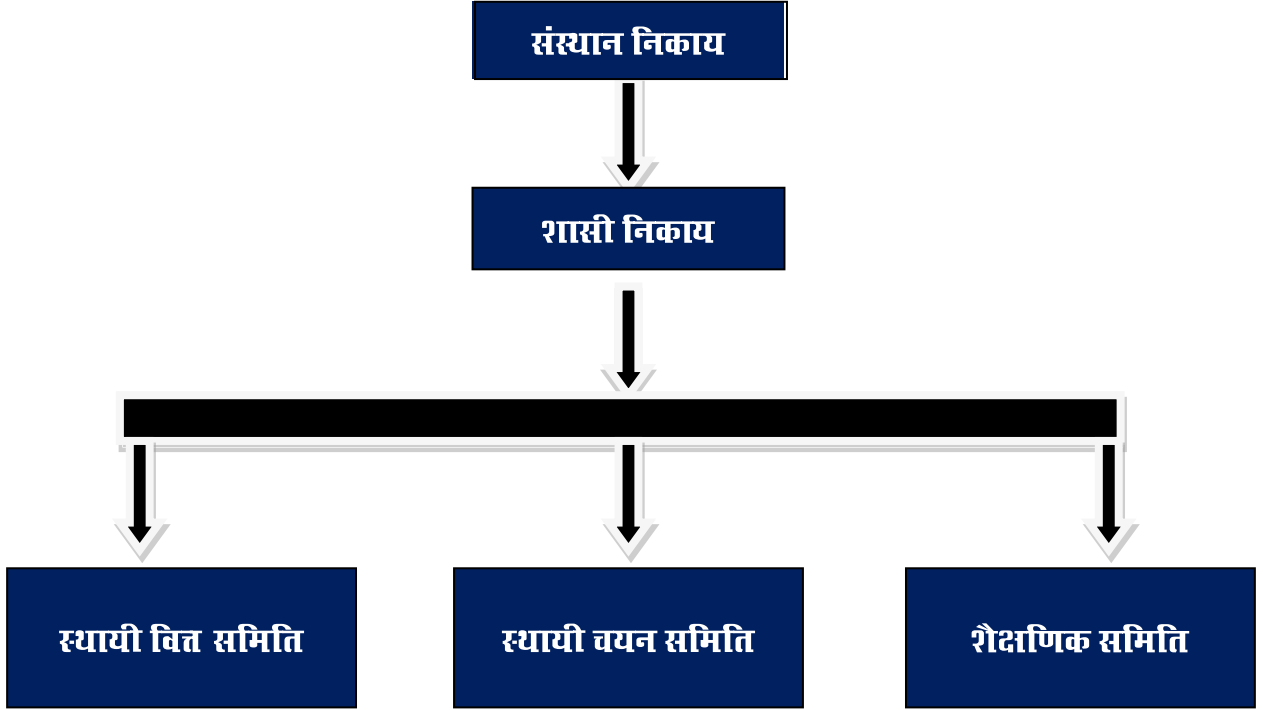 संस्थान निकाय
शासी निकाय
स्थायी वित्त समिति
स्थायी चयन समिति
शैक्षणिक समिति